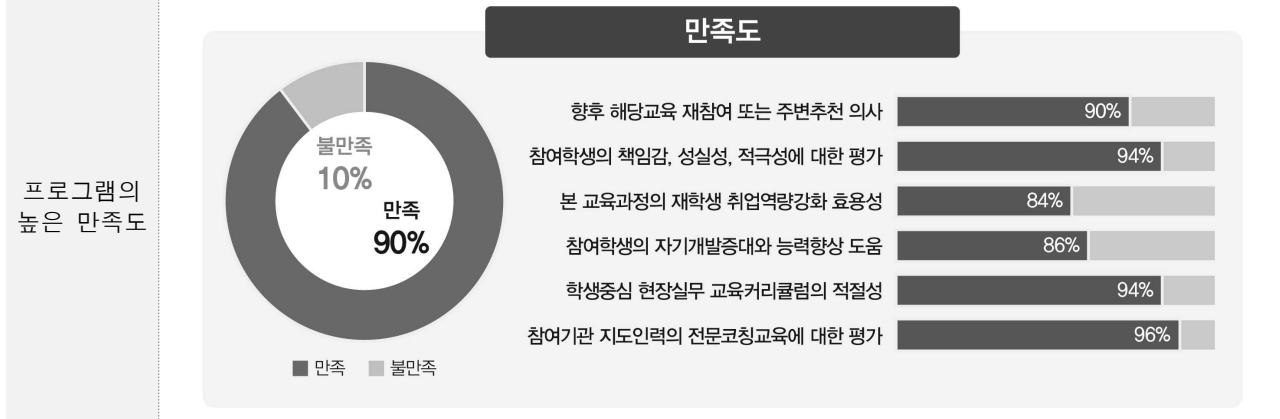 프로그램의
높은 만족도
만족도
불만족
10%
만족
90%
만족 불만족
향후 해당교육 재참여 또는 주변추천 의사 90%
참여학생의 책임감, 성실성, 적극성에 대한 평가 94%
본 교육과정의 재학생 취업역량강화 효용성 84%
참여학생의 자기개발증대와 능력향상 도움 86%
학생중심 현장실무 교육커리큘럼의 적절성 94%
참여기관 지도인력의 전문코칭교육에 대한 평가 96%